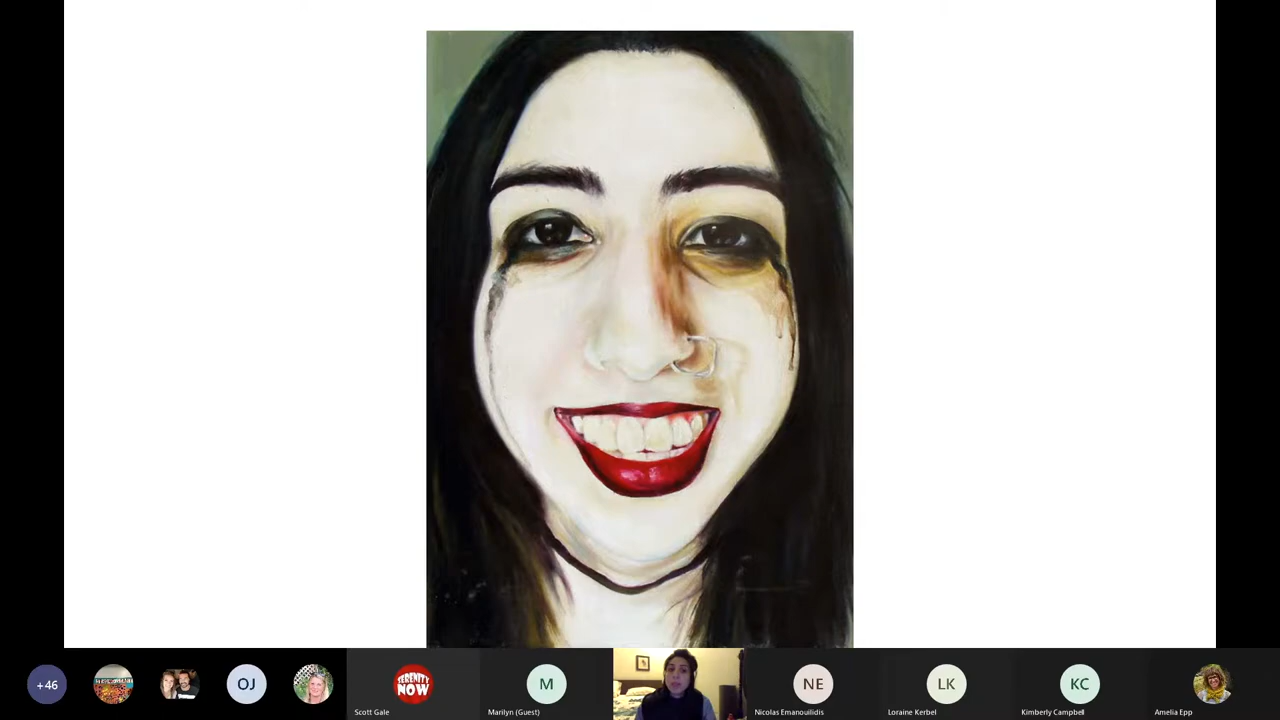 +46
OJ
SERENITY
NOW
Scott Gale
M
Marilyn (Guest)
NE
Nicolas Emanouilidis
LK
Loraine Kerbel
KC
Kimberly Campbell
Amelia Epp